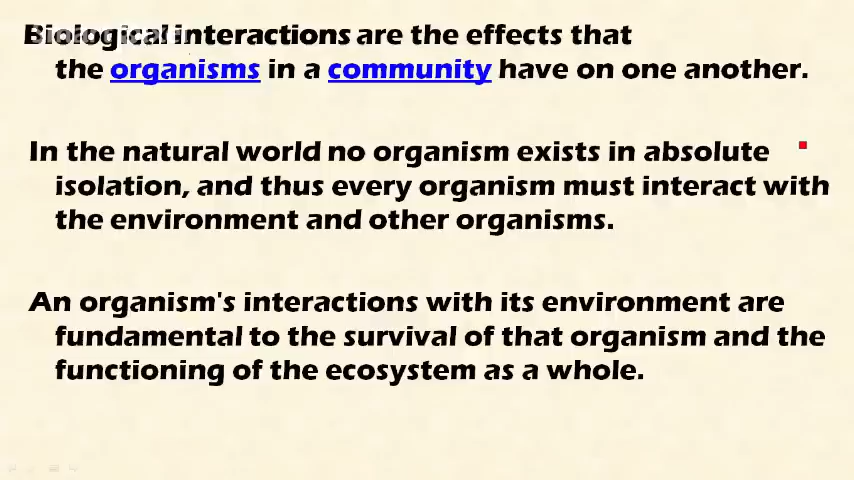 Biological interactions are the effects that
the organisms in a community have on one another.
In the natural world no organism exists in absolute
isolation, and thus every organism must interact with
the environment and other organisms.
An organism's interactions with its environment are
fundamental to the survival of that organism and the
functioning of the ecosystem as a whole.